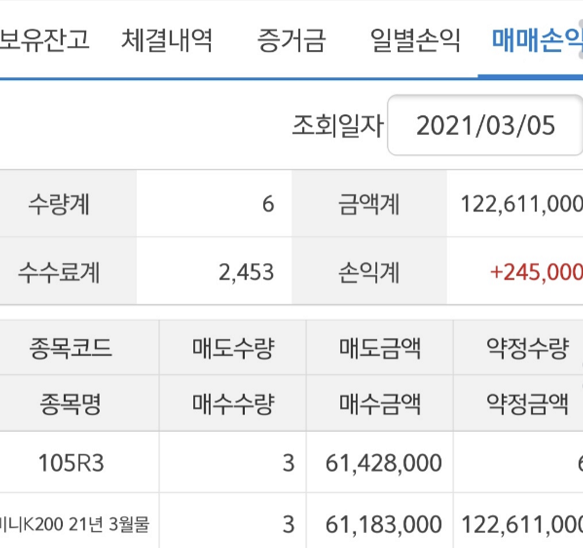 보유잔고 체결내역 증거금 일별손익 매매손익
조회일자 2021/03/05
수량계 6 금액계 122,611,000
수수료계 2,453 손익계 +245,000
종목코드 매도수량 매도금액 약정수량
종목명 매수수량 매수금액 약정금액
105R3 3 61,428,000 6
미니K200 21년 3월물 3 61,183,000 122,611,000